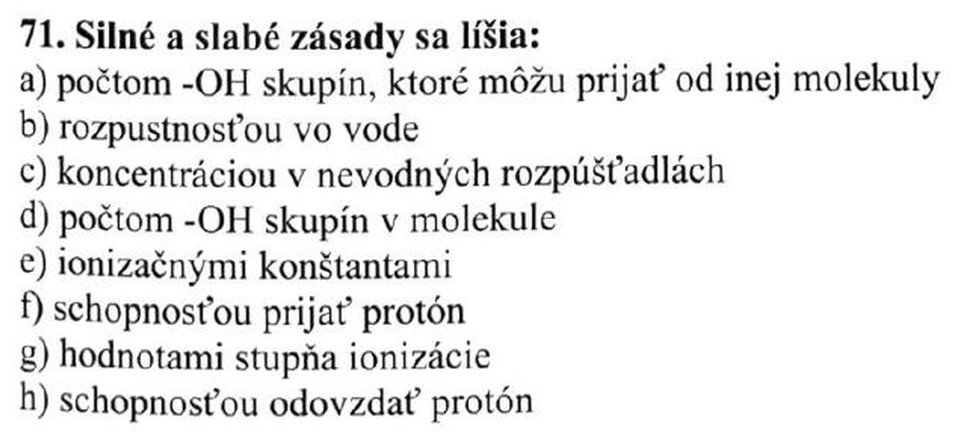 71. Silné a slabé zásady sa líšia:
a) počtom -OH skupín, ktoré môžu prijať od inej molekuly
b) rozpustnosťou vo vode
c) koncentráciou v nevodných rozpúšťadlách
d) počtom -OH skupín v molekule
e) ionizačnými konštantami
f) schopnosťou prijať protón
g) hodnotami stupňa ionizácie
h) schopnosťou odovzdať protón